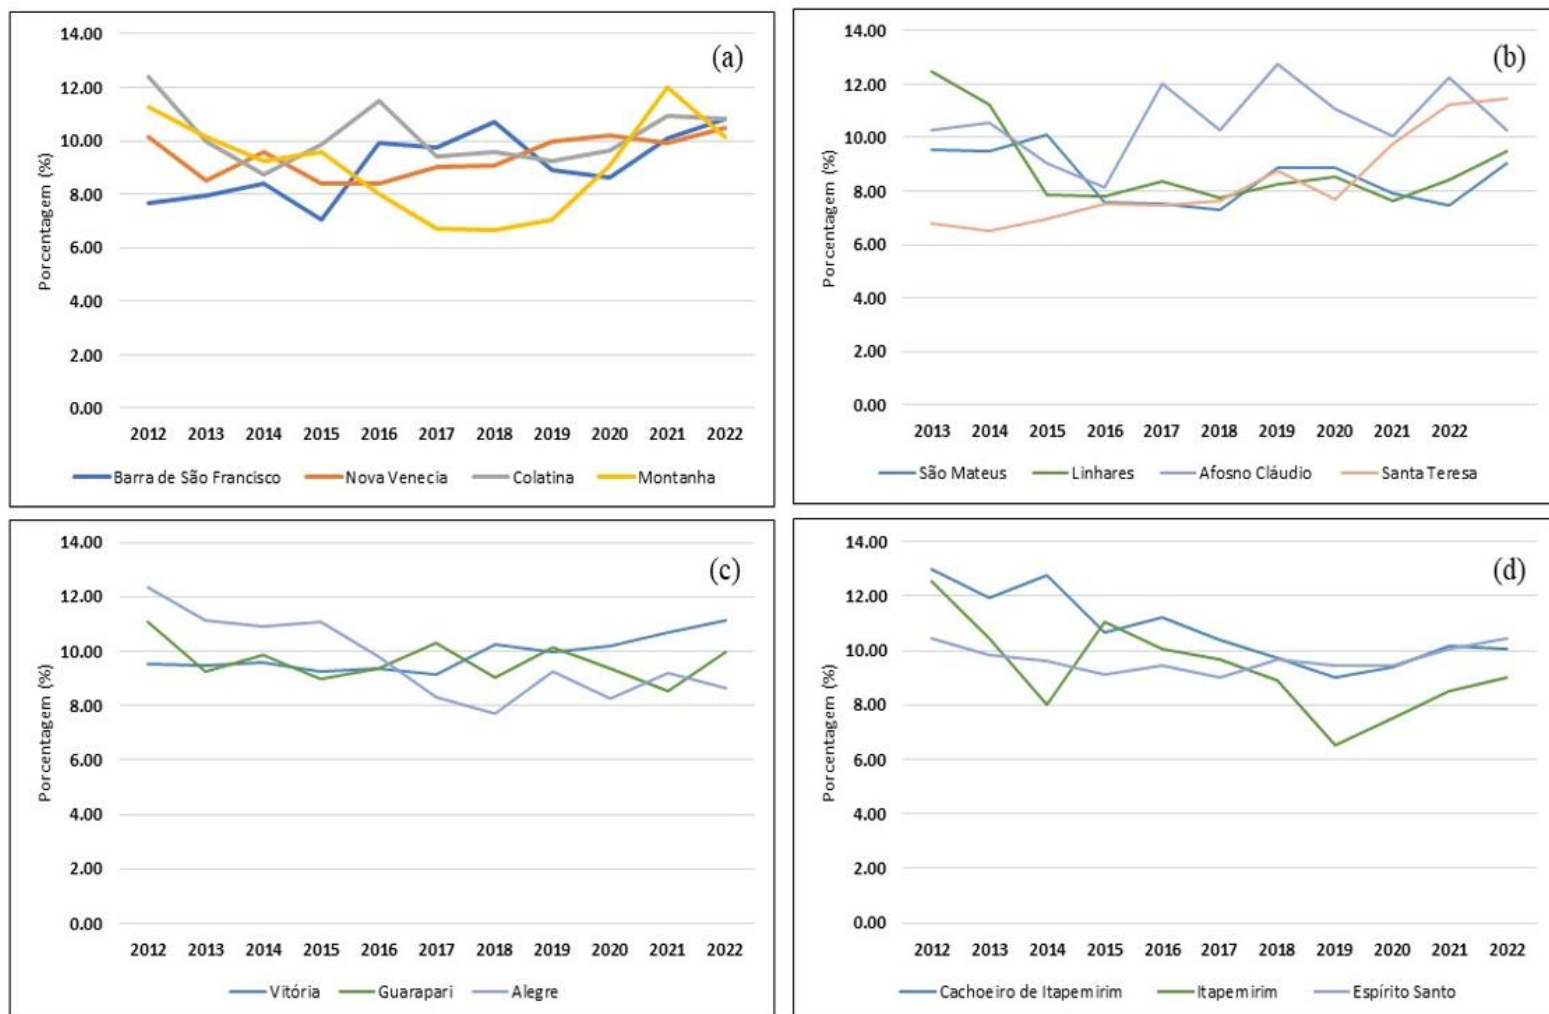 (a)
14.00
12.00
10.00
8.00
6.00
4.00
2.00
0.00
Porcentagem (%)
2012 2013 2014 2015 2016 2017 2018 2019 2020 2021 2022
Barra de São Francisco Nova Venecia Colatina Montanha
(b)
14.00
12.00
10.00
8.00
6.00
4.00
2.00
0.00
Porcentagem (%)
2013 2014 2015 2016 2017 2018 2019 2020 2021 2022
São Mateus Linhares Afosno Cláudio Santa Teresa
(c)
14.00
12.00
10.00
8.00
6.00
4.00
2.00
0.00
Porcentagem (%)
2012 2013 2014 2015 2016 2017 2018 2019 2020 2021 2022
Vitória Guarapari Alegre
(d)
14.00
12.00
10.00
8.00
6.00
4.00
2.00
0.00
Porcentagem (%)
2012 2013 2014 2015 2016 2017 2018 2019 2020 2021 2022
Cachoeiro de Itapemirim Itapemirim Espírito Santo